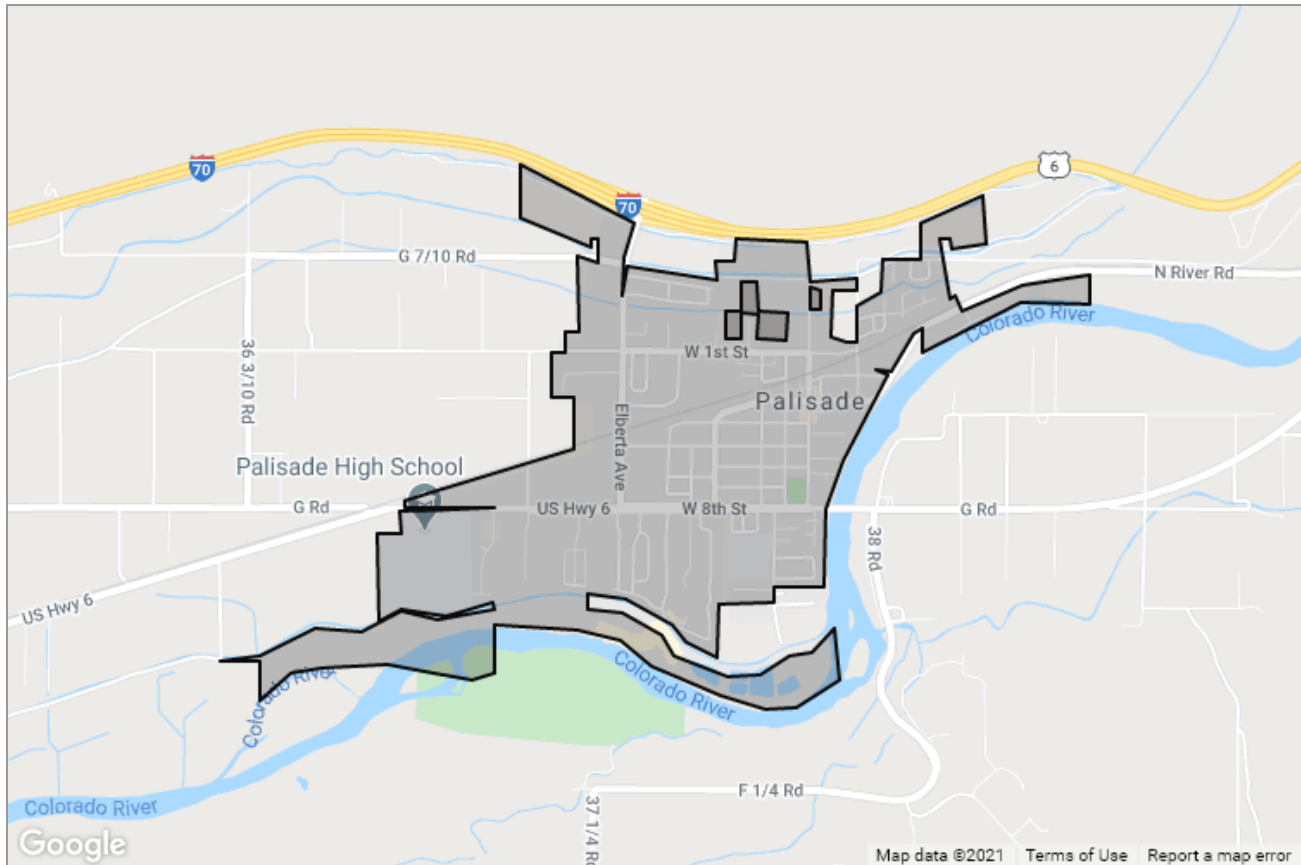 70
6
70
G 7/10 Rd
N River Rd
Colorado River
W 1st St
36 3/10 Rd
Palisade
Elberta Ave
Palisade High School
G Rd
US Hwy 6
W 8th St
G Rd
38 Rd
US Hwy 6
Colorado River
Colorado River
Colorado River
F 1/4 Rd
37 1/4 Rd
Google
Map data ©2021
Terms of Use
Report a map error